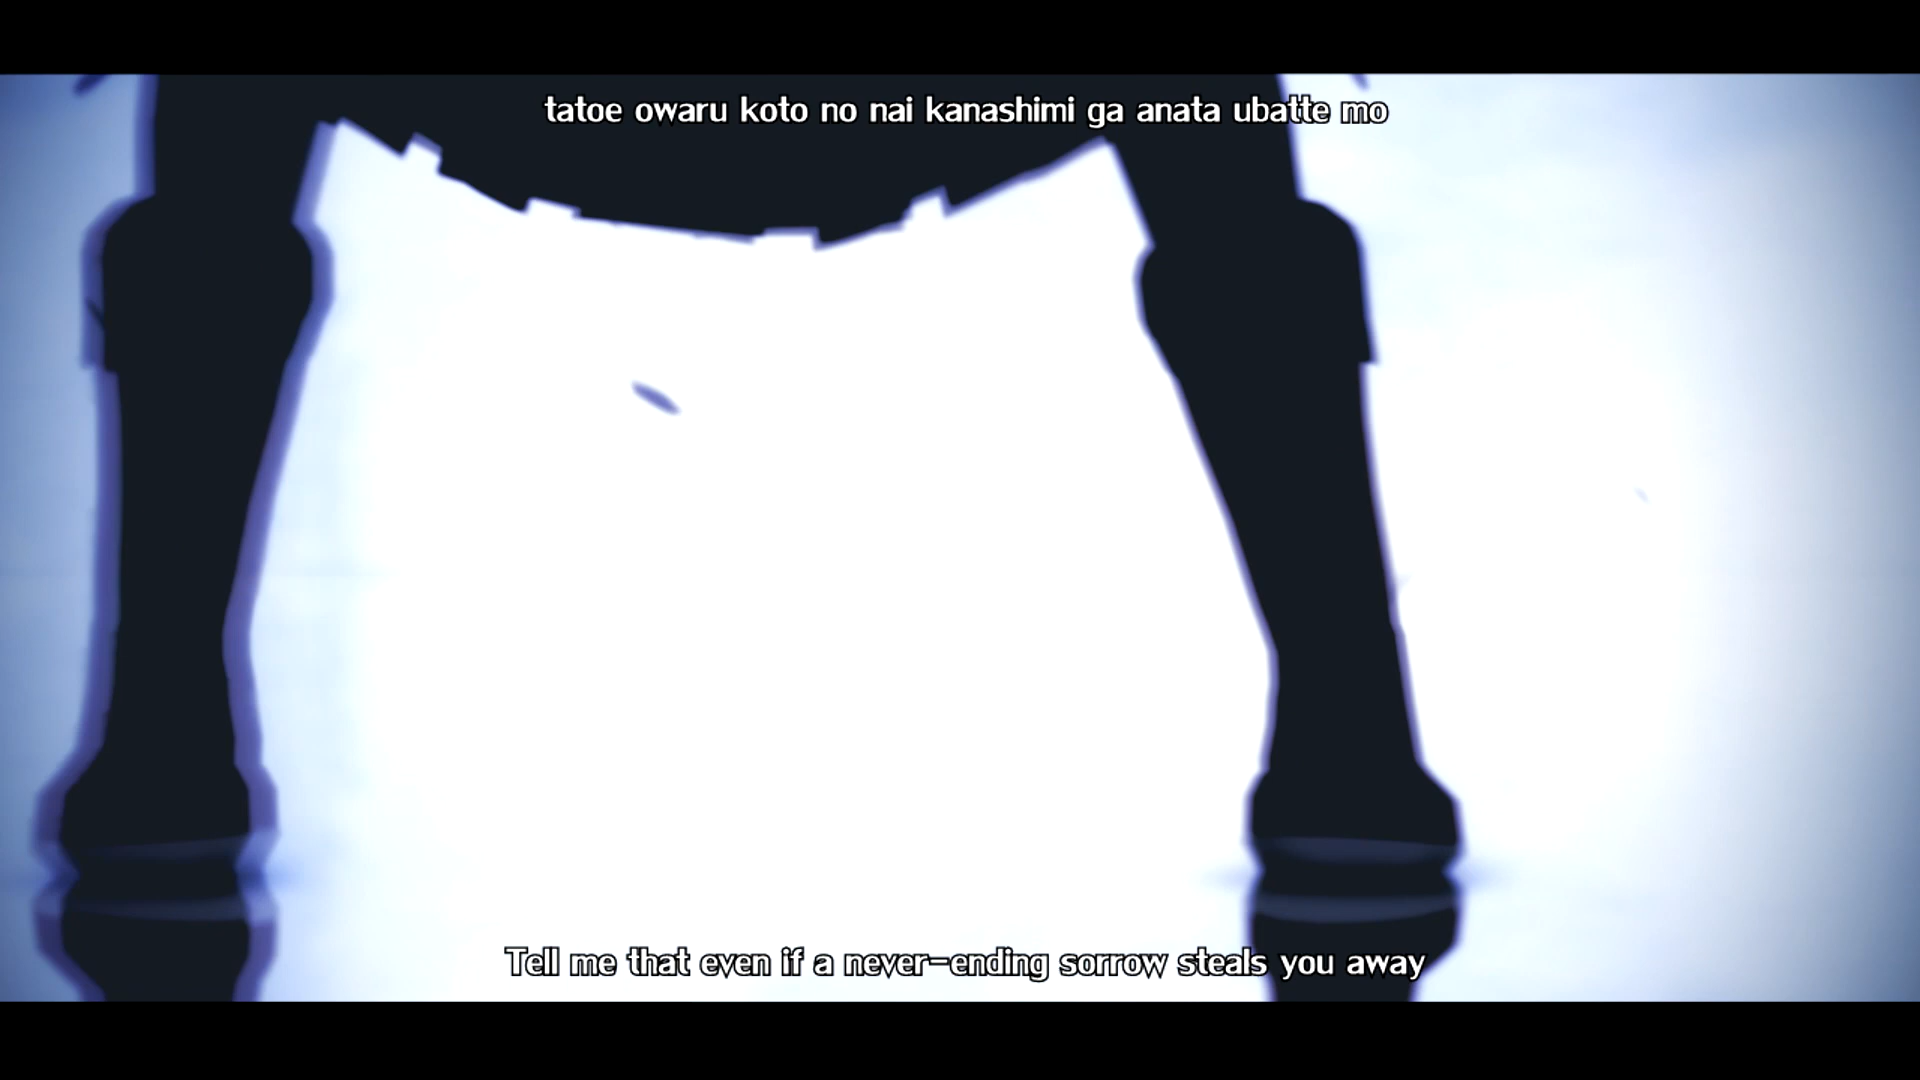 tatoe owaru koto no nai kanashimi ga anata ubatte mo
Tell me that even if a never-ending sorrow steals you away